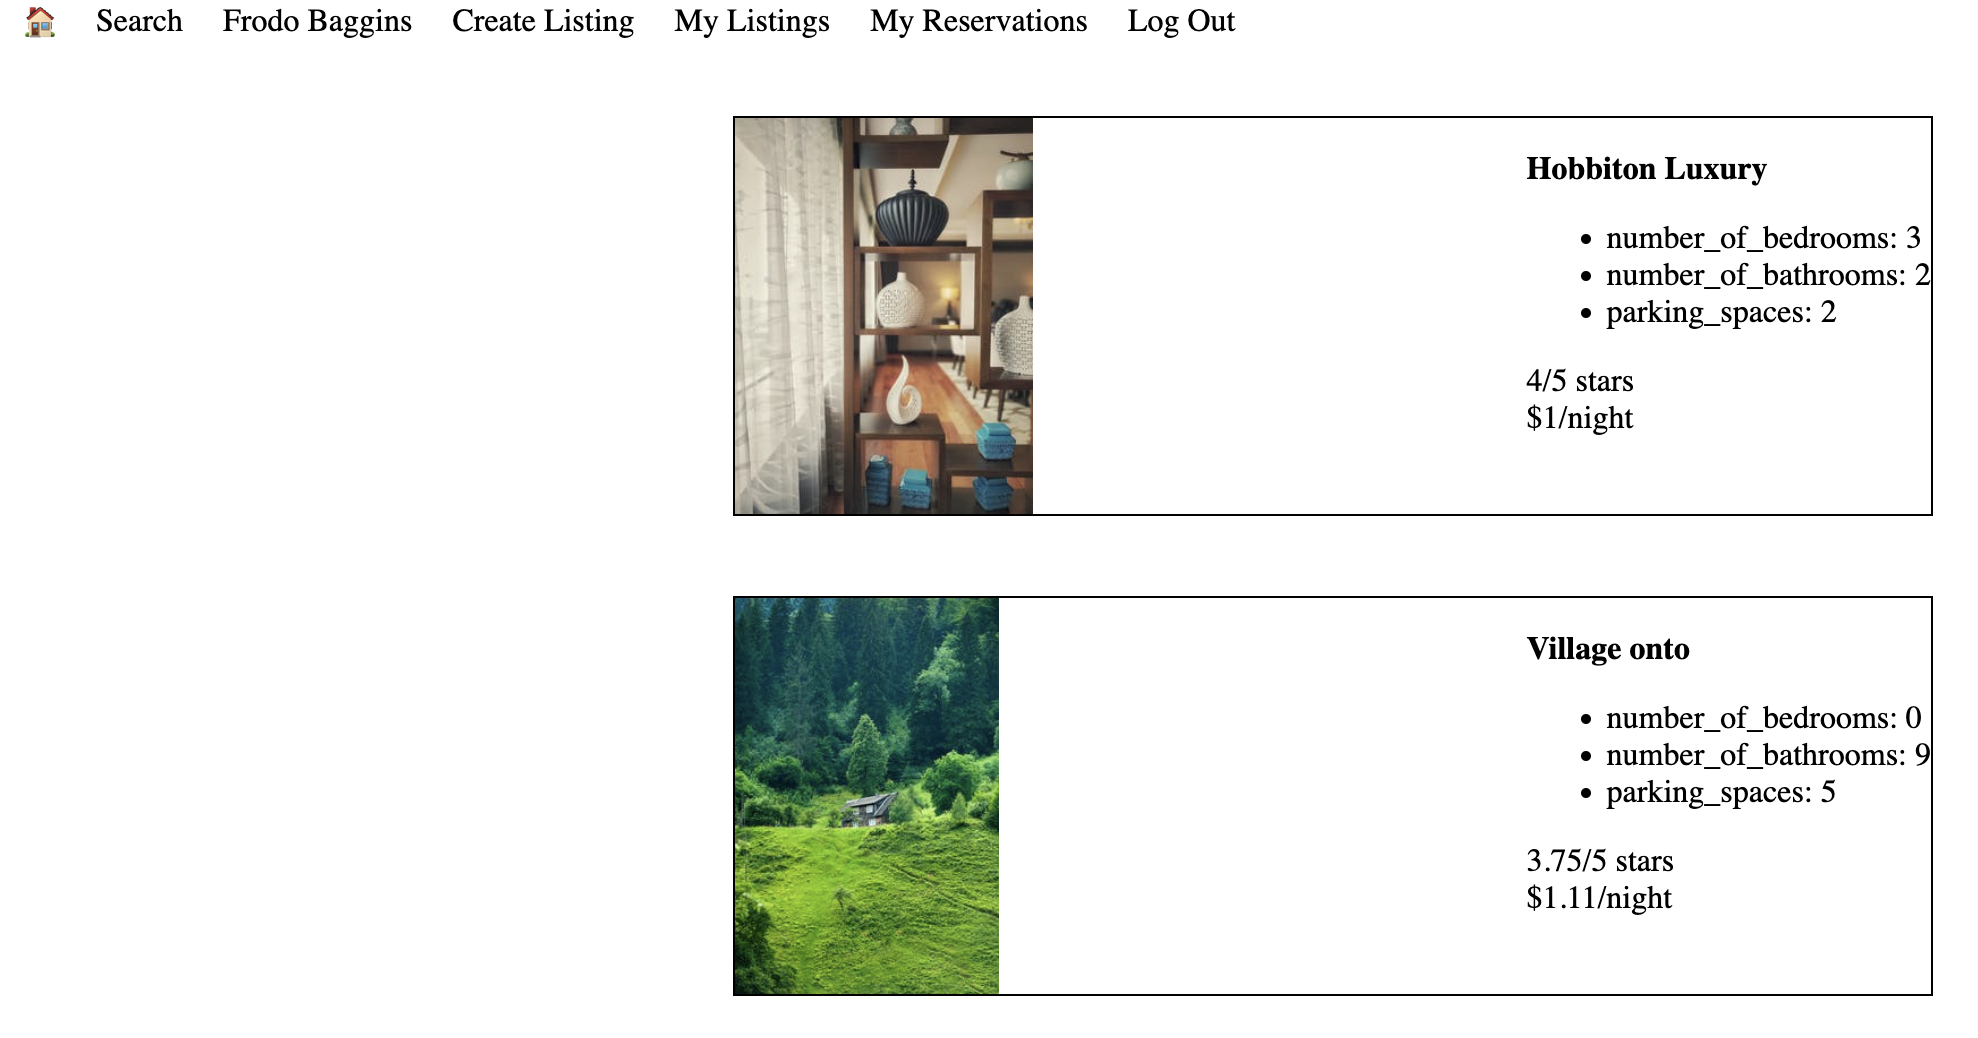 Search Frodo Baggins Create Listing My Listings My Reservations Log Out
Hobbiton Luxury
• number_of_bedrooms: 3
• number_of_bathrooms: 2
• parking_spaces: 2
4/5 stars
$1/night
Village onto
• number_of_bedrooms: 0
• number_of_bathrooms: 9
• parking_spaces: 5
3.75/5 stars
$1.11/night